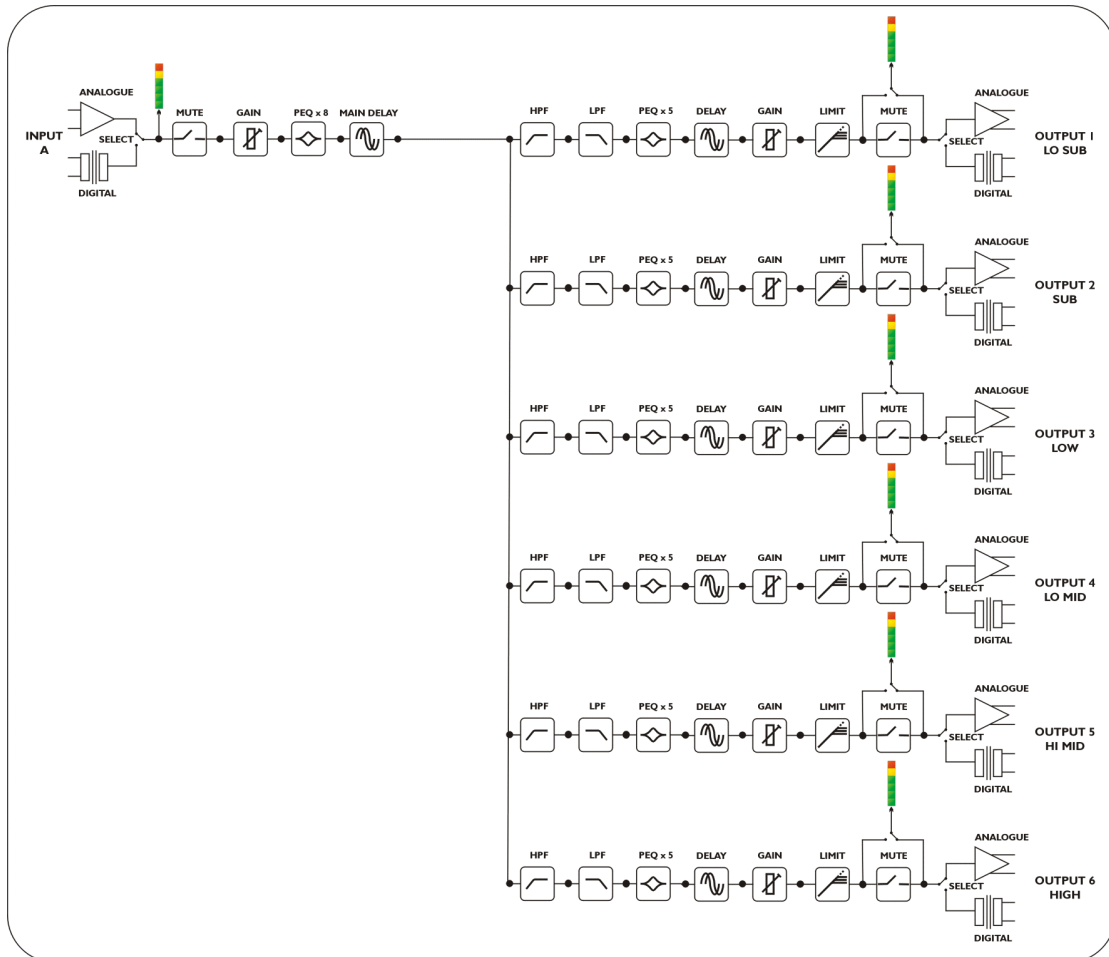 ANALOGUE
INPUT
A
SELECT
DIGITAL
MUTE GAIN PEQ x 8 MAIN DELAY
HPF LPF PEQ x 5 DELAY GAIN LIMIT MUTE
ANALOGUE
SELECT
DIGITAL
OUTPUT 1
LO SUB
HPF LPF PEQ x 5 DELAY GAIN LIMIT MUTE
ANALOGUE
SELECT
DIGITAL
OUTPUT 2
SUB
HPF LPF PEQ x 5 DELAY GAIN LIMIT MUTE
ANALOGUE
SELECT
DIGITAL
OUTPUT 3
LOW
HPF LPF PEQ x 5 DELAY GAIN LIMIT MUTE
ANALOGUE
SELECT
DIGITAL
OUTPUT 4
LO MID
HPF LPF PEQ x 5 DELAY GAIN LIMIT MUTE
ANALOGUE
SELECT
DIGITAL
OUTPUT 5
HI MID
HPF LPF PEQ x 5 DELAY GAIN LIMIT MUTE
ANALOGUE
SELECT
DIGITAL
OUTPUT 6
HIGH